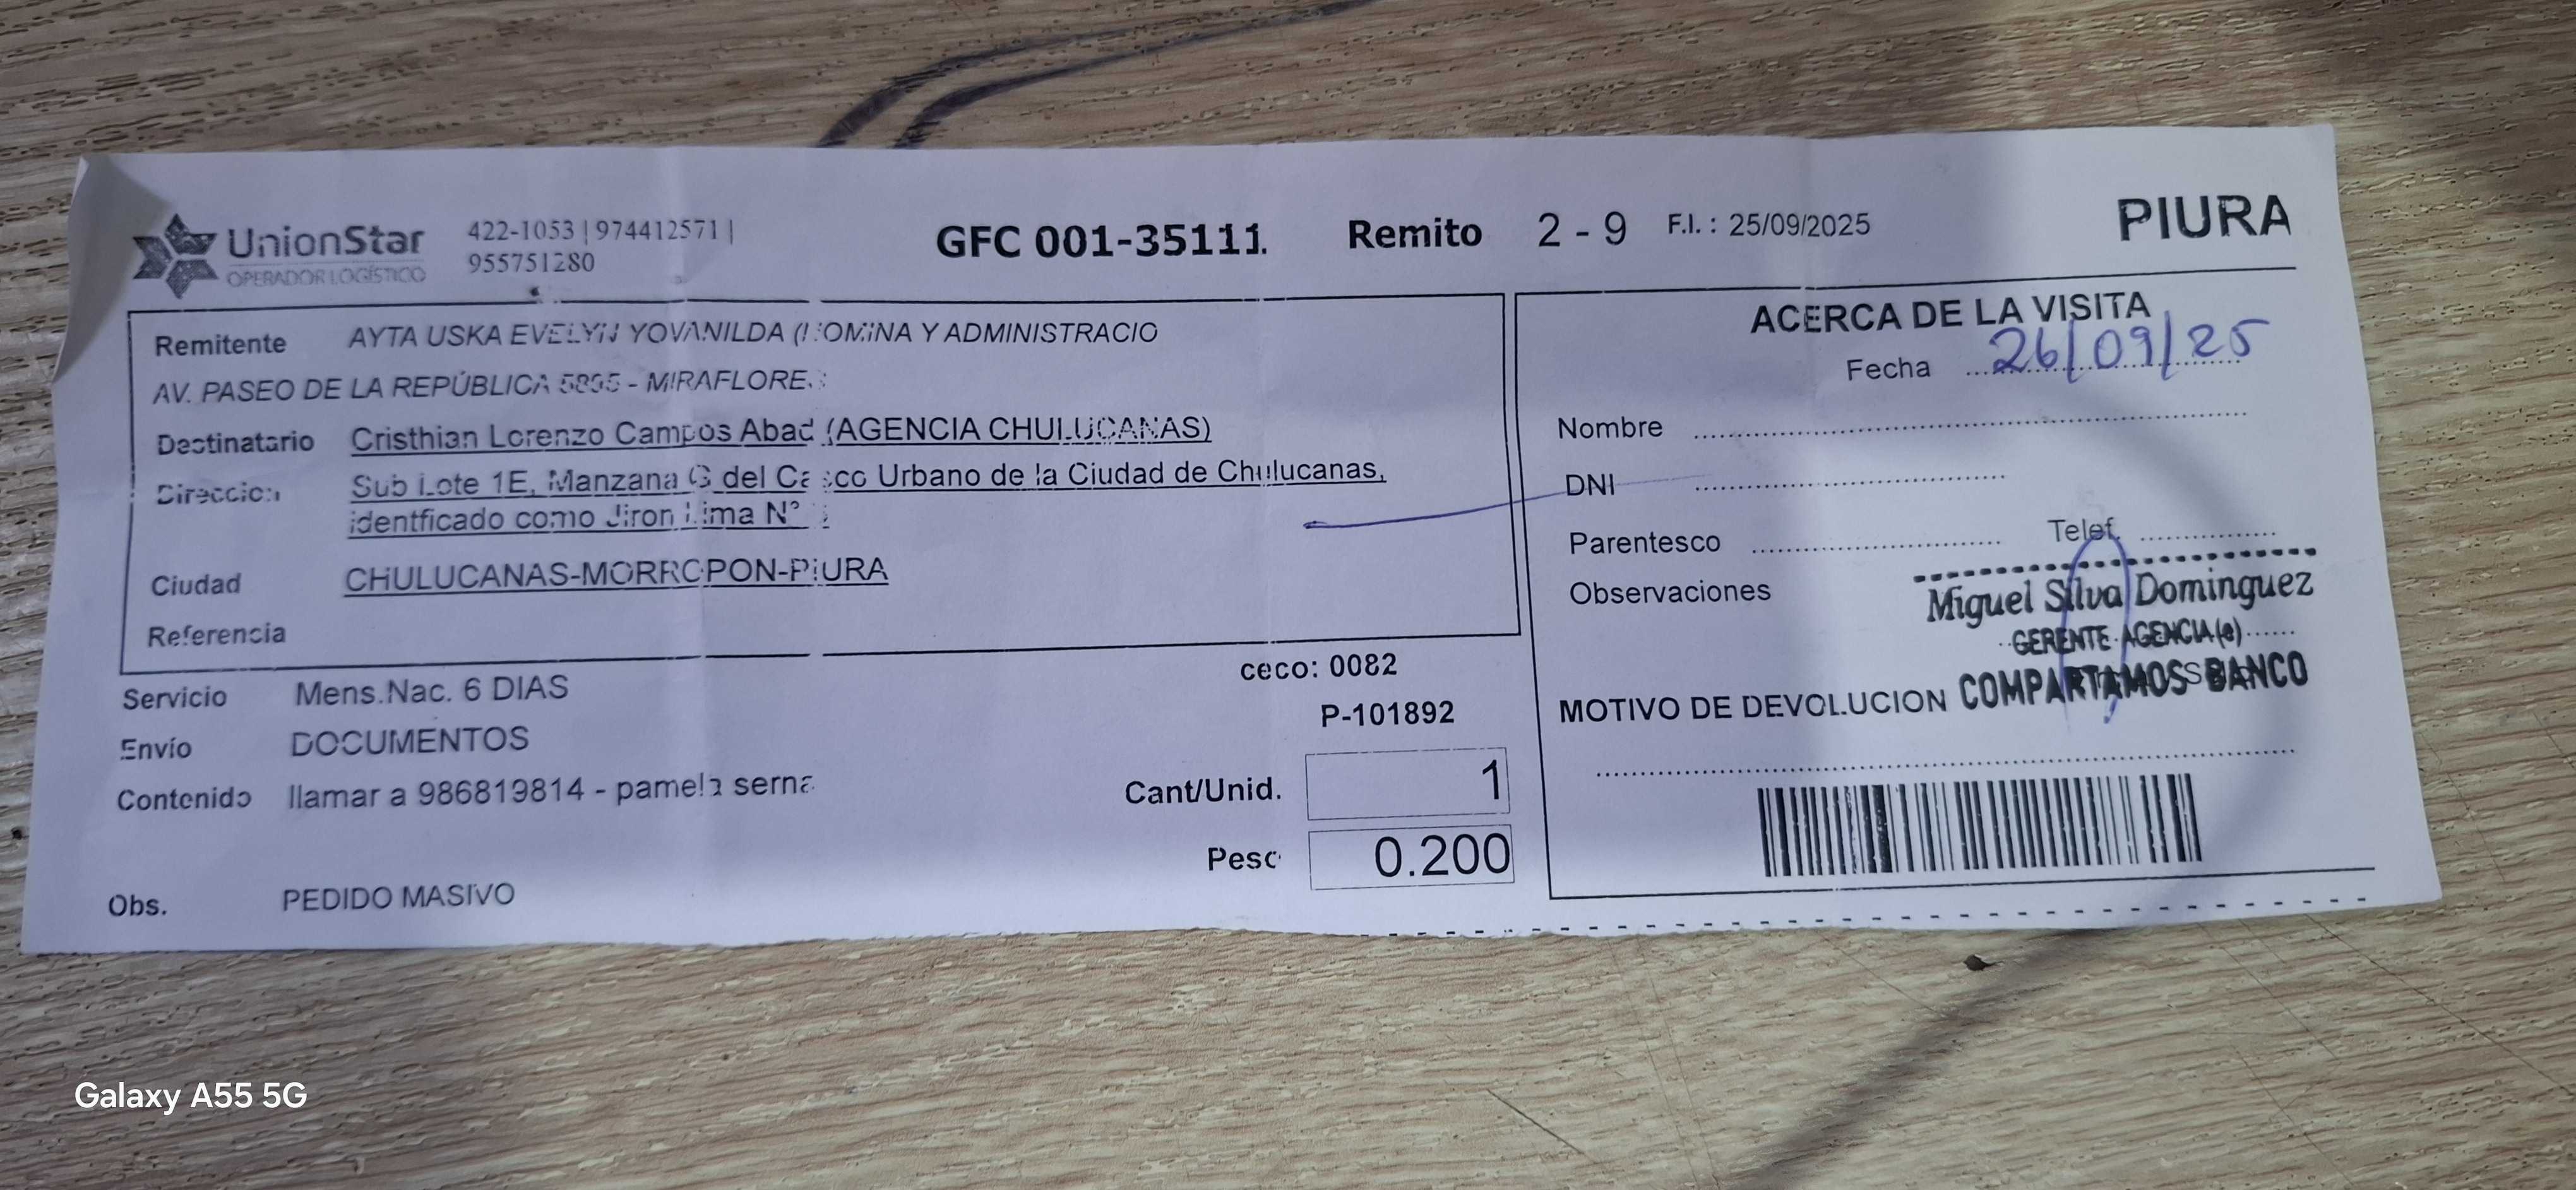 UnionStar
OPERADOR LOGÍSTICO
422-1053 | 974412571 |
955751280
GFC 001-35111
Remito 2 - 9 F.I. : 25/09/2025
PIURA
Remitente AYTA USKA EVELYN YOVANILDA (NOMINA Y ADMINISTRACIO
AV. PASEO DE LA REPÚBLICA - MIRAFLORES
Destinatario Cristhian Lorenzo Campos Abad (AGENCIA CHULUCANAS)
Direccion Sub Lote 1E, Manzana G del Casco Urbano de la Ciudad de Chulucanas,
identficado como Jiron Lima N°
Ciudad CHULUCANAS-MORROPON-PIURA
Referencia
Servicio Mens.Nac. 6 DIAS
Envío DOCUMENTOS
Contenido llamar a 986819814 - pamela serna
Obs. PEDIDO MASIVO
ceco: 0082
P-101892
Cant/Unid. 1
Peso 0.200
ACERCA DE LA VISITA
Fecha 26/09/25
Nombre
DNI
Parentesco Telef.
Observaciones
Miguel Silva Dominguez
GERENTE AGENCIA (e)
COMPARTAMOS BANCO
MOTIVO DE DEVOLUCION
Galaxy A55 5G